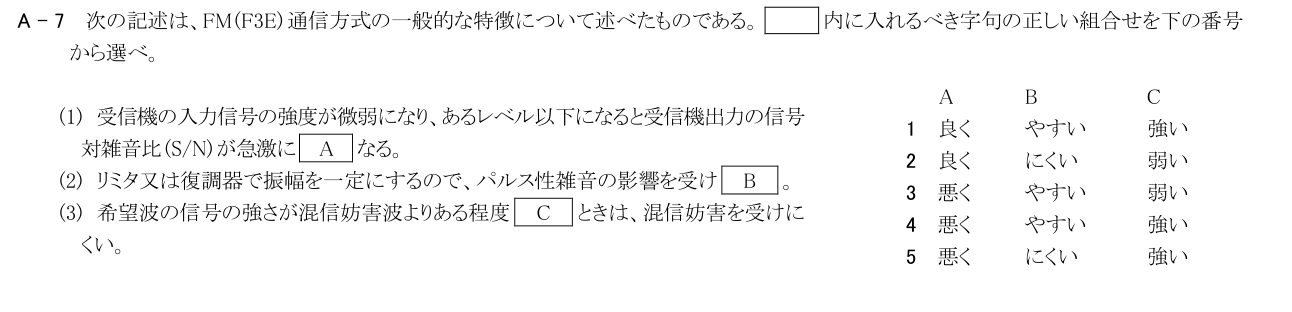 A－7 次の記述は、FM(F3E)通信方式の一般的な特徴について述べたものである。 内に入れるべき字句の正しい組合せを下の番号
から選べ。
(1) 受信機の入力信号の強度が微弱になり、あるレベル以下になると受信機出力の信号
対雑音比(S/N)が急激に A なる。
(2) リミタ又は復調器で振幅を一定にするので、パルス性雑音の影響を受け B 。
(3) 希望波の信号の強さが混信妨害波よりある程度 C ときは、混信妨害を受けに
くい。
A B C
1 良く やすい 強い
2 良く にくい 弱い
3 悪く やすい 弱い
4 悪く やすい 強い
5 悪く にくい 強い